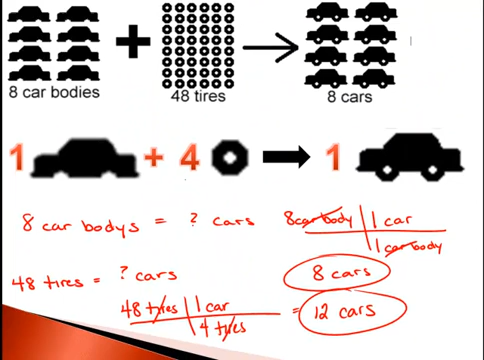 + →
8 car bodies 48 tires 8 cars
1 + 4 → 1
8 car bodys = ? cars 8 car body | 1 car
1 car body
48 tires = ? cars 8 cars
48 tires | 1 car = 12 cars
4 tires